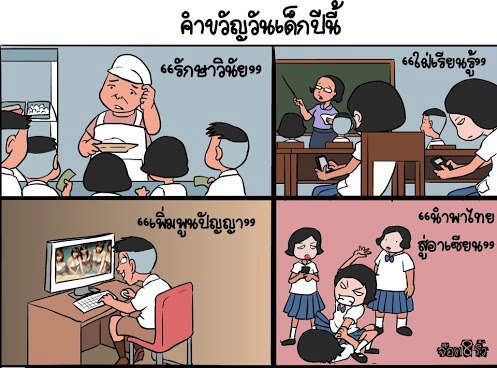 คำขวัญวันเด็กปีนี้
“รักษาวินัย”
“ใฝ่เรียนรู้”
“เพิ่มพูนปัญญา”
“นำพาไทย
สู่อาเซียน”